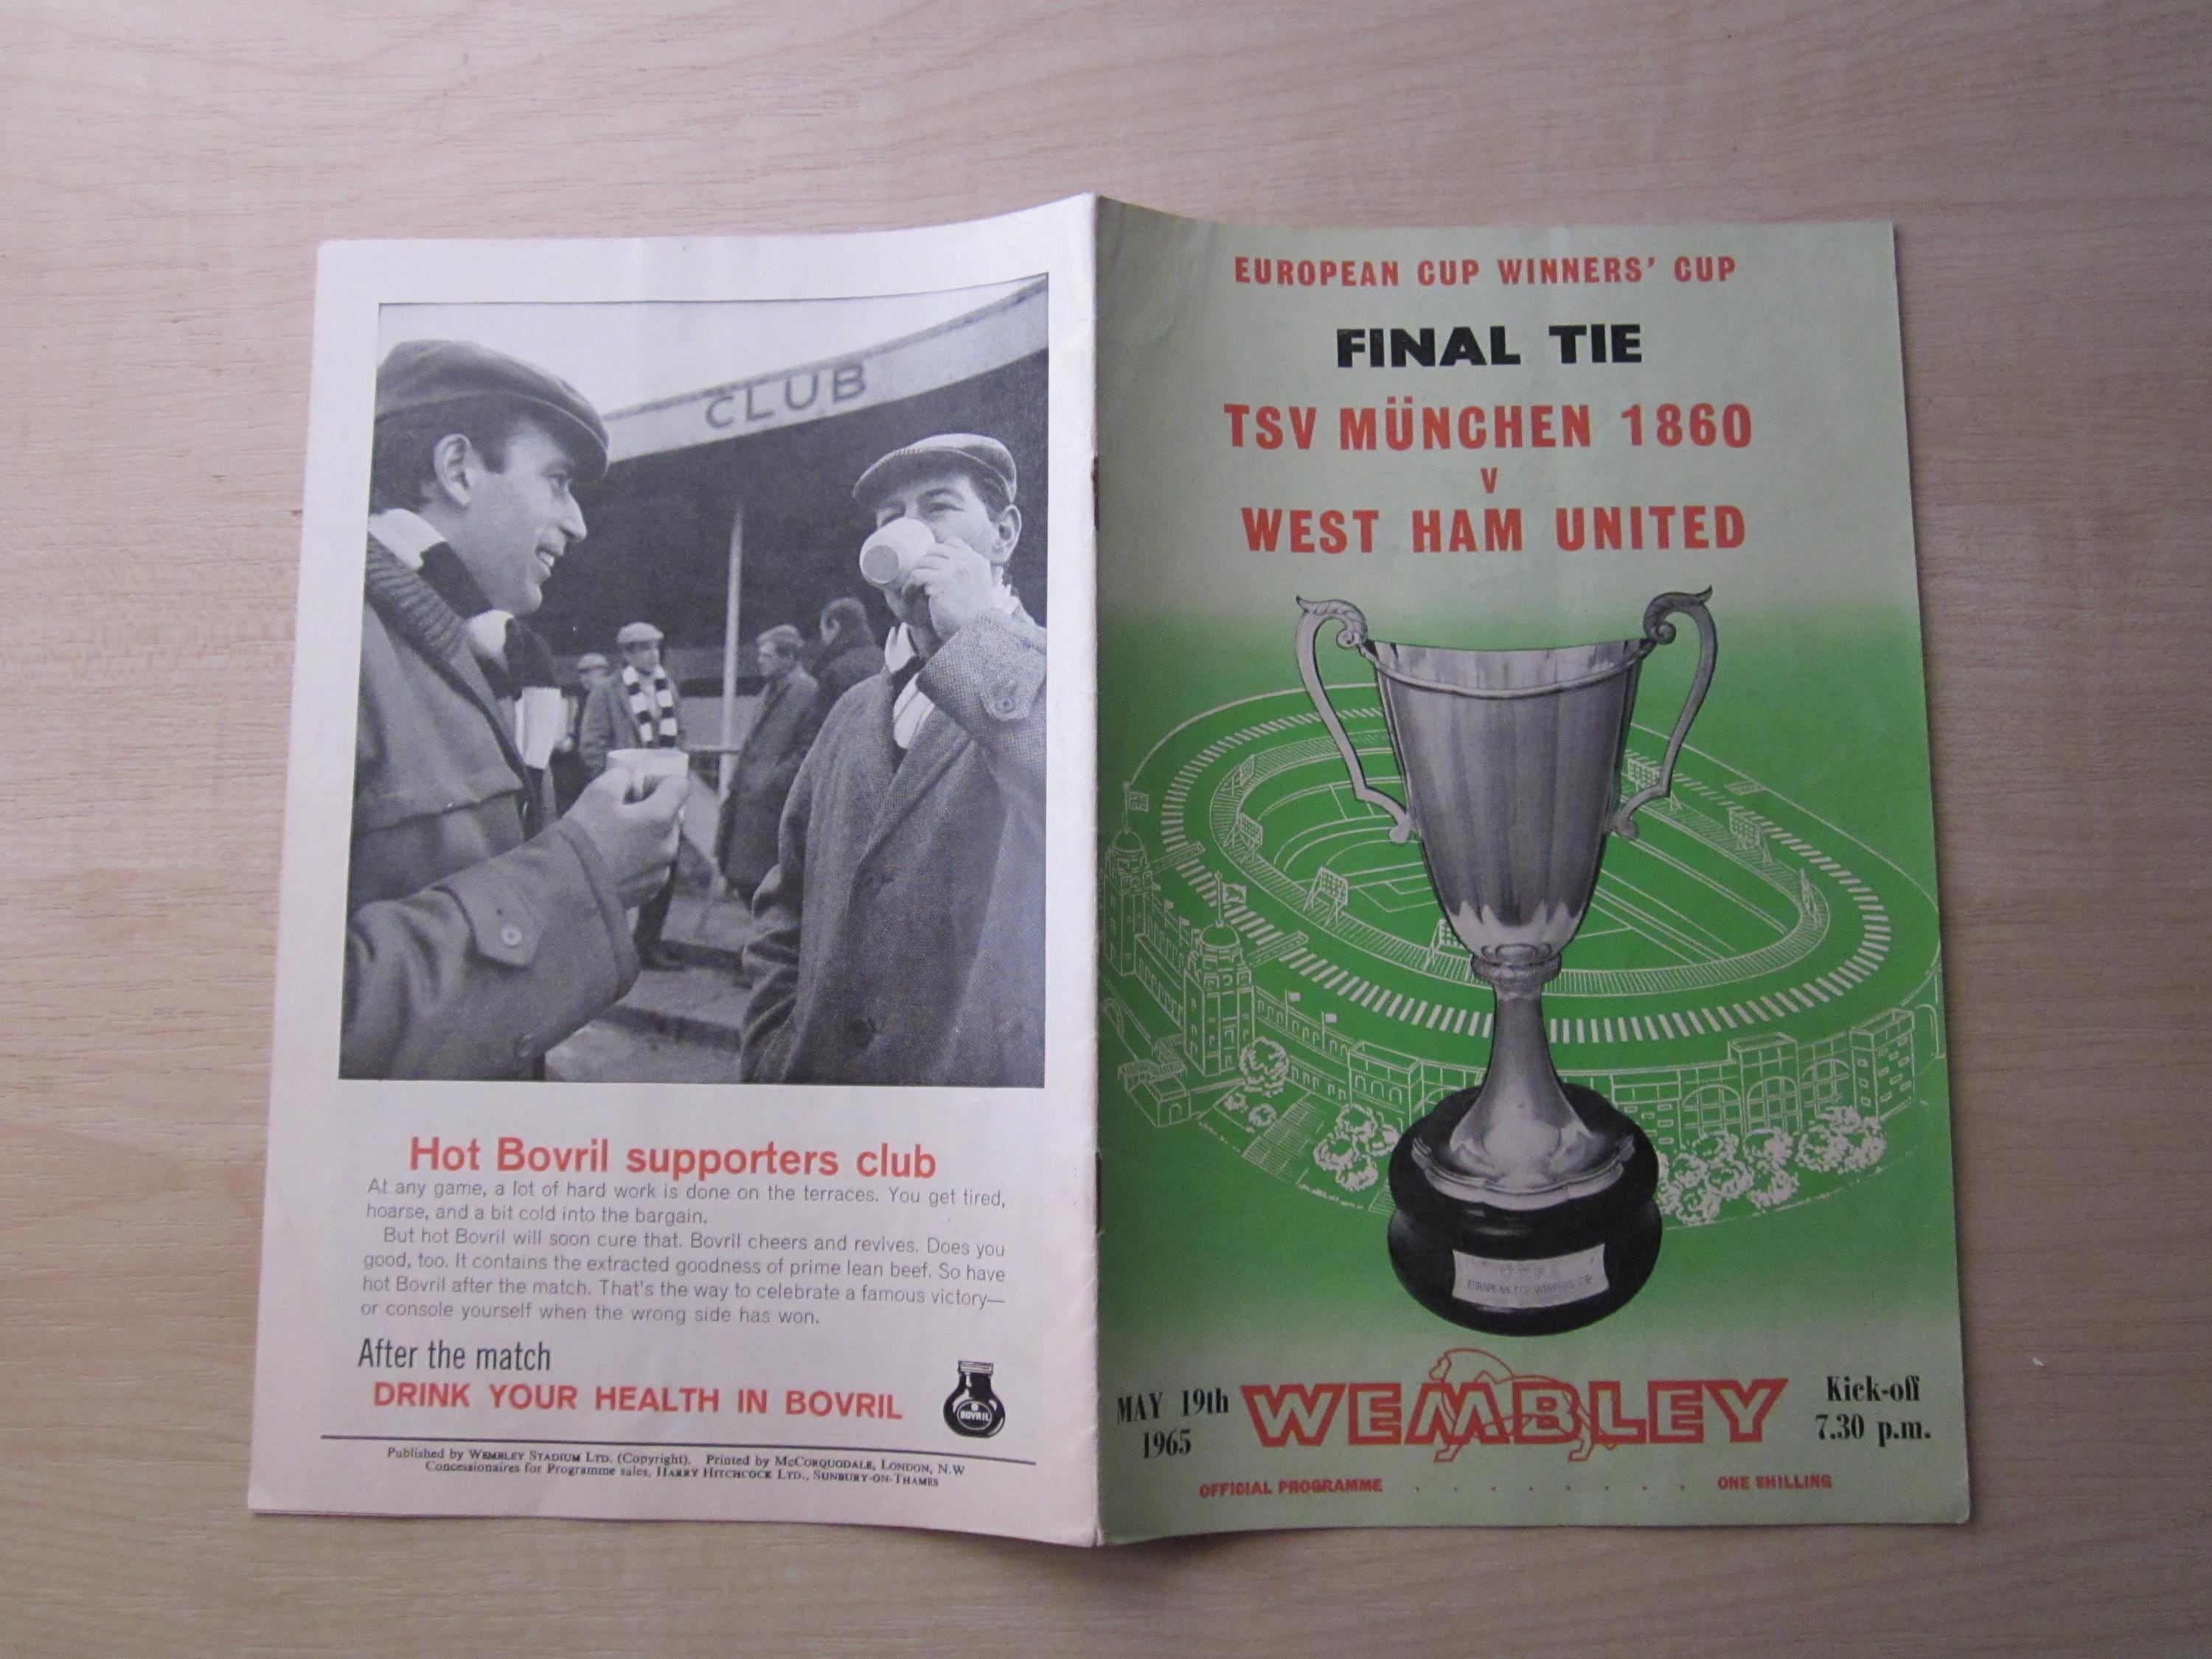 CLUB
Hot Bovril supporters club
At any game, a lot of hard work is done on the terraces. You get tired,
hoarse, and a bit cold into the bargain.
But hot Bovril will soon cure that. Bovril cheers and revives. Does you
good, too. It contains the extracted goodness of prime lean beef. So have
hot Bovril after the match. That's the way to celebrate a famous victory—
or console yourself when the wrong side has won.
After the match
DRINK YOUR HEALTH IN BOVRIL
BOVRIL
Published by WEMBLEY STADIUM LTD. (Copyright). Printed by MCCORQUODALE, LONDON, N.W
Concessionaires for Programme sales, HARRY HITCHCOCK LTD., SUNBURY-ON-THAMES
EUROPEAN CUP WINNERS' CUP
FINAL TIE
TSV MÜNCHEN 1860
V
WEST HAM UNITED
EUROPEAN CUP WINNERS CUP
MAY 19th
1965
WEMBLEY
Kick-off
7.30 p.m.
OFFICIAL PROGRAMME . . . . . . . . ONE SHILLING